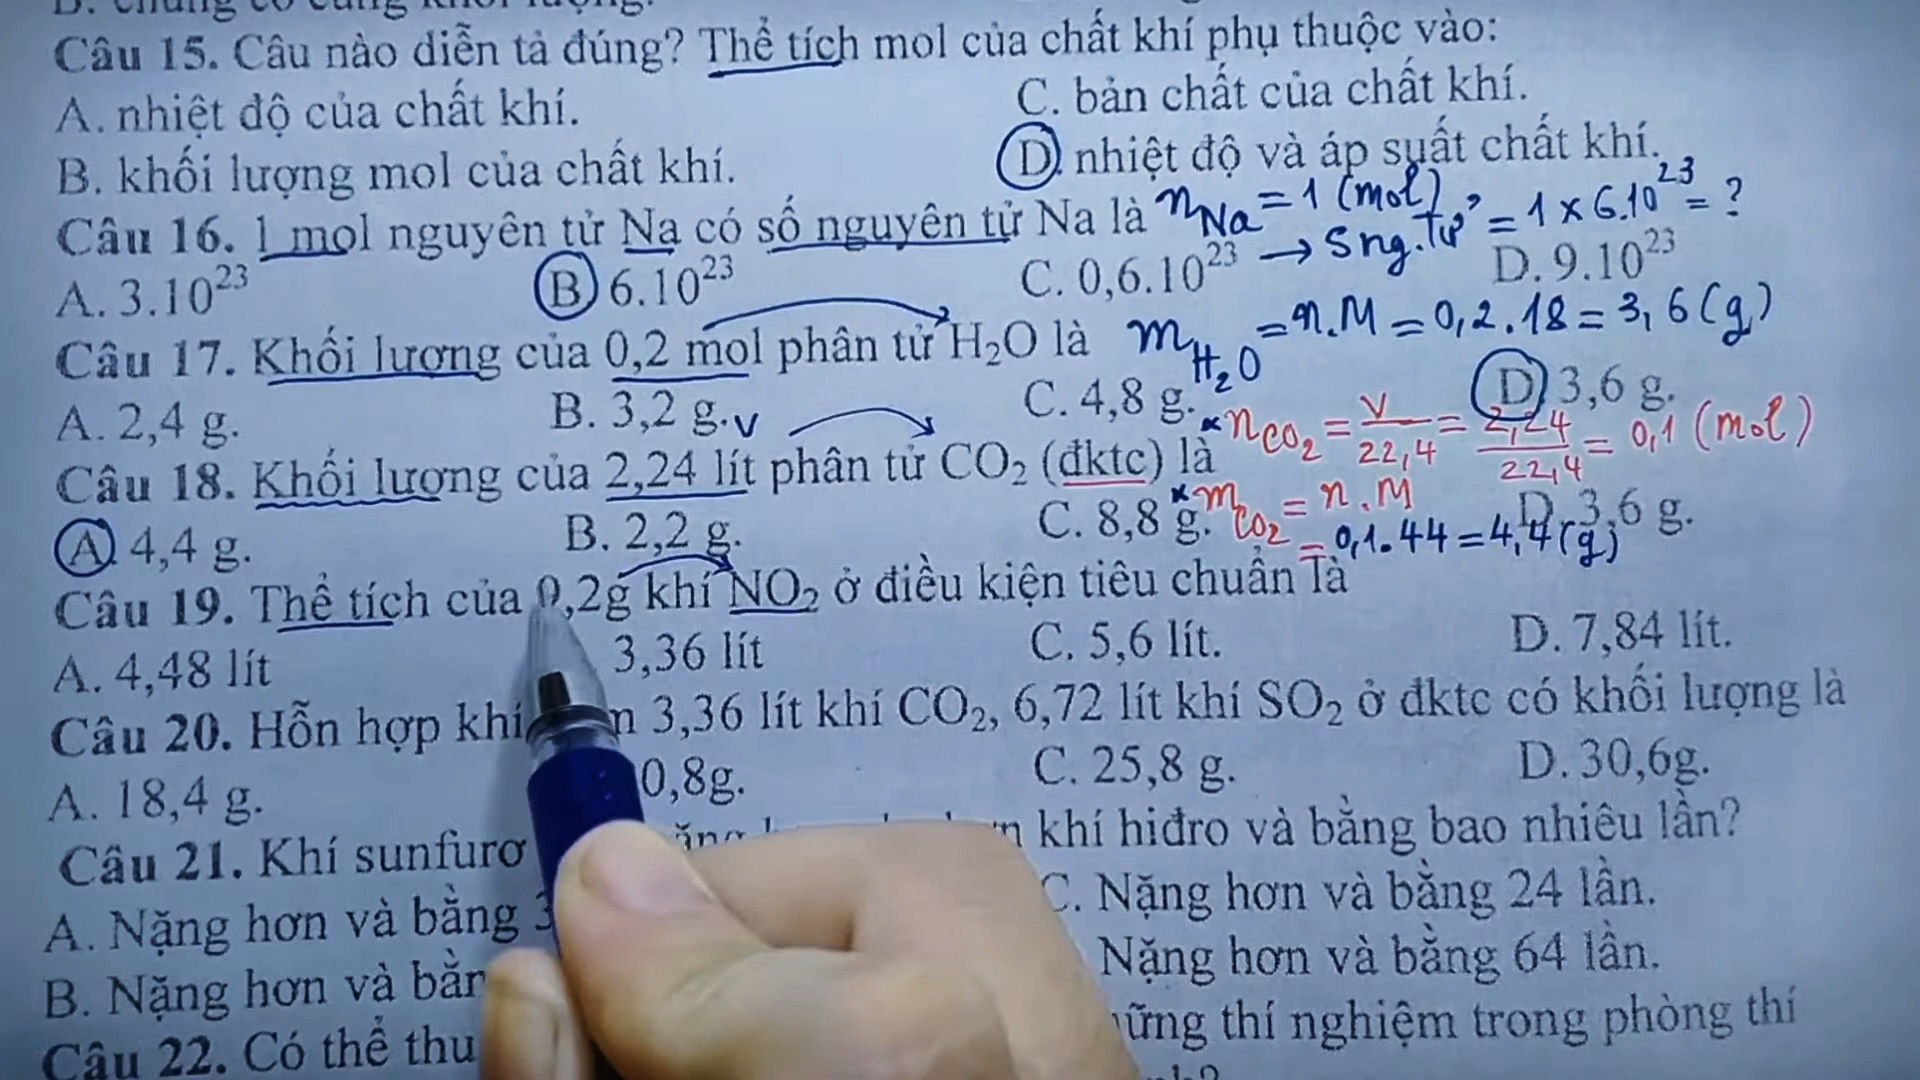 Câu 15. Câu nào diễn tả đúng? Thể tích mol của chất khí phụ thuộc vào:
A. nhiệt độ của chất khí. C. bản chất của chất khí.
B. khối lượng mol của chất khí. D. nhiệt độ và áp suất chất khí.
Câu 16. 1 mol nguyên tử Na có số nguyên tử Na là n Na = 1 (mol)
→ Sng.Tử = 1 x 6.10²³ = ?
A. 3.10²³ B. 6.10²³ C. 0,6.10²³ D. 9.10²³
Câu 17. Khối lượng của 0,2 mol phân tử H₂O là m H₂O = n.M = 0,2.18 = 3,6 (g)
A. 2,4 g. B. 3,2 g. C. 4,8 g. D. 3,6 g.
V * n CO₂ = V/22,4 = 2,24/22,4 = 0,1 (mol)
Câu 18. Khối lượng của 2,24 lít phân tử CO₂ (đktc) là
* m CO₂ = n.M
= 0,1.44 = 4,4 (g)
A. 4,4 g. B. 2,2 g. C. 8,8 g. D. 3,6 g.
Câu 19. Thể tích của 0,2g khí NO₂ ở điều kiện tiêu chuẩn là
A. 4,48 lít 3,36 lít C. 5,6 lít. D. 7,84 lít.
Câu 20. Hỗn hợp khí 3,36 lít khí CO₂, 6,72 lít khí SO₂ ở đktc có khối lượng là
A. 18,4 g. 0,8g. C. 25,8 g. D. 30,6g.
Câu 21. Khí sunfurơ khí hiđro và bằng bao nhiêu lần?
A. Nặng hơn và bằng 3 C. Nặng hơn và bằng 24 lần.
B. Nặng hơn và bằn Nặng hơn và bằng 64 lần.
Câu 22. Có thể thu thí nghiệm trong phòng thí